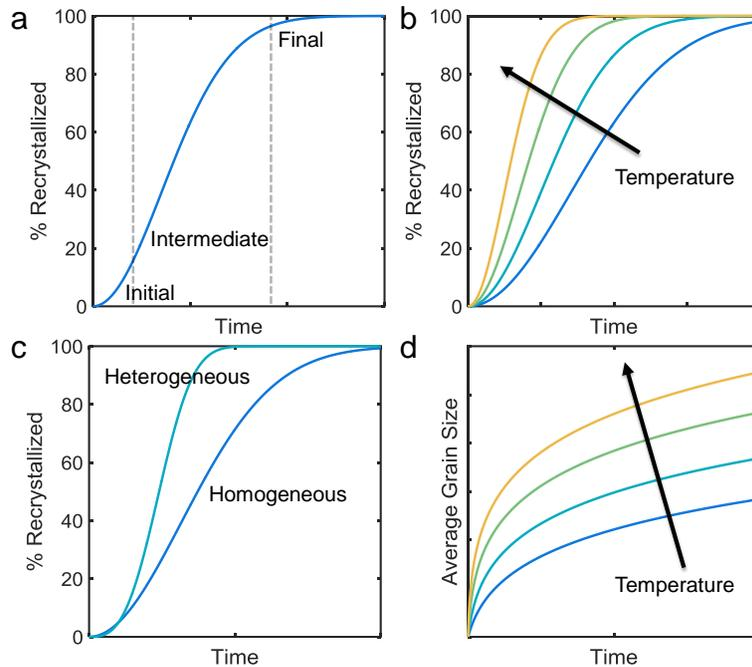 a
100
80
60
40
20
0
% Recrystallized
Final
Intermediate
Initial
Time
b
100
80
60
40
20
0
% Recrystallized
Temperature
Time
c
100
80
60
40
20
0
% Recrystallized
Heterogeneous
Homogeneous
Time
d
Average Grain Size
Temperature
Time